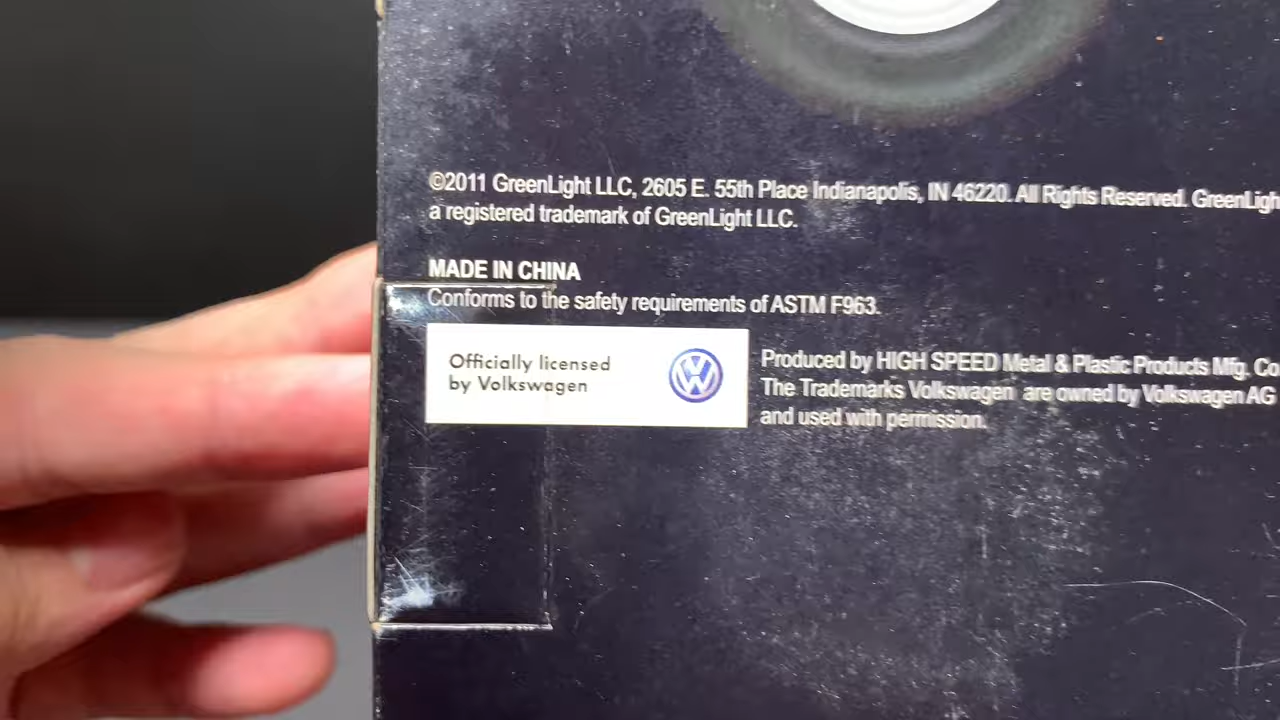 ©2011 GreenLight LLC, 2605 E. 55th Place Indianapolis, IN 46220. All Rights Reserved. GreenLigh
a registered trademark of GreenLight LLC.
MADE IN CHINA
Conforms to the safety requirements of ASTM F963.
Officially licensed
by Volkswagen
VW
Produced by HIGH SPEED Metal & Plastic Products Mfg. Co
The Trademarks Volkswagen are owned by Volkswagen AG
and used with permission.